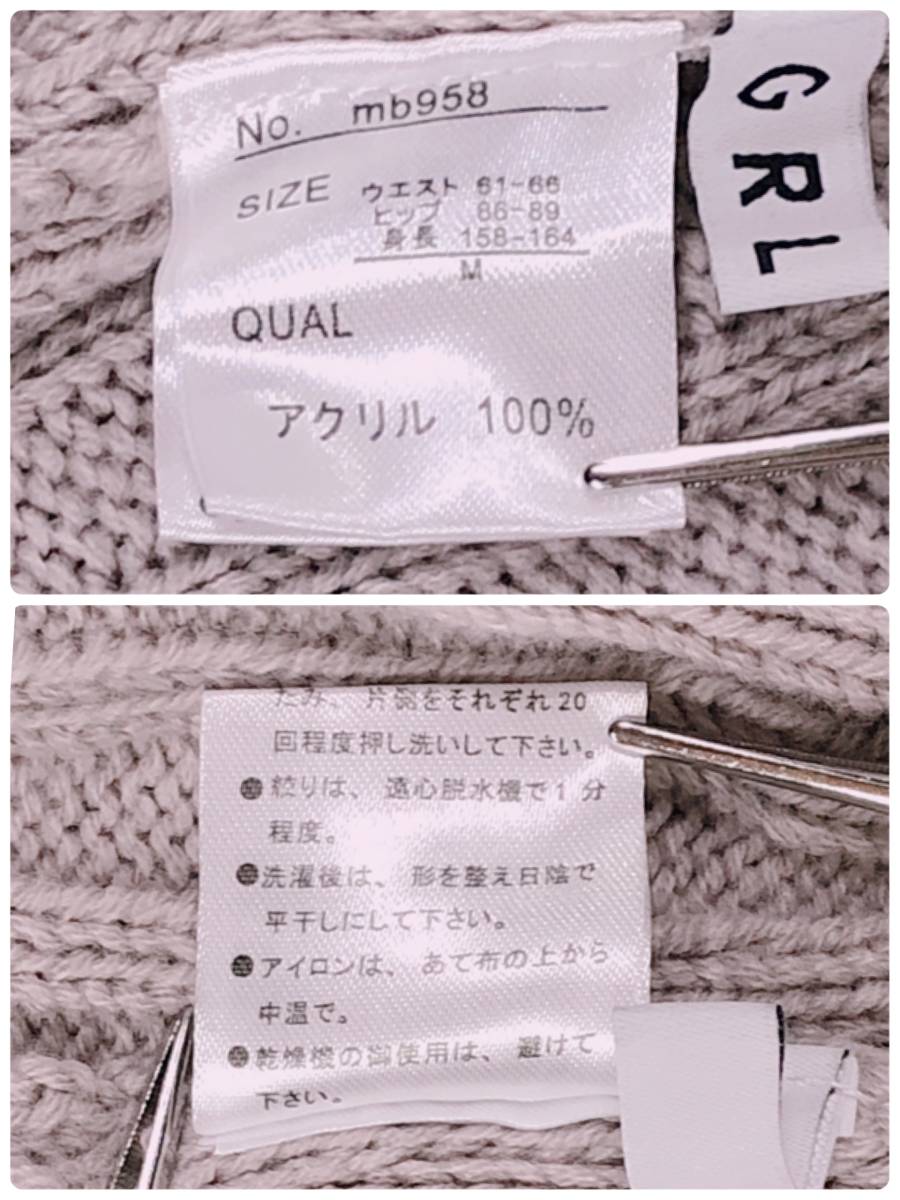 No. mb958
SIZE ウエスト 61-66
ヒップ 86-89
身長 158-164
M
QUAL
アクリル 100%
GRL
たみ、片側をそれぞれ20
回程度押し洗いして下さい。
●絞りは、遠心脱水機で1分
程度。
●洗濯後は、形を整え日陰で
平干しにして下さい。
●アイロンは、あて布の上から
中温で。
●乾燥機の御使用は、避けて
下さい。